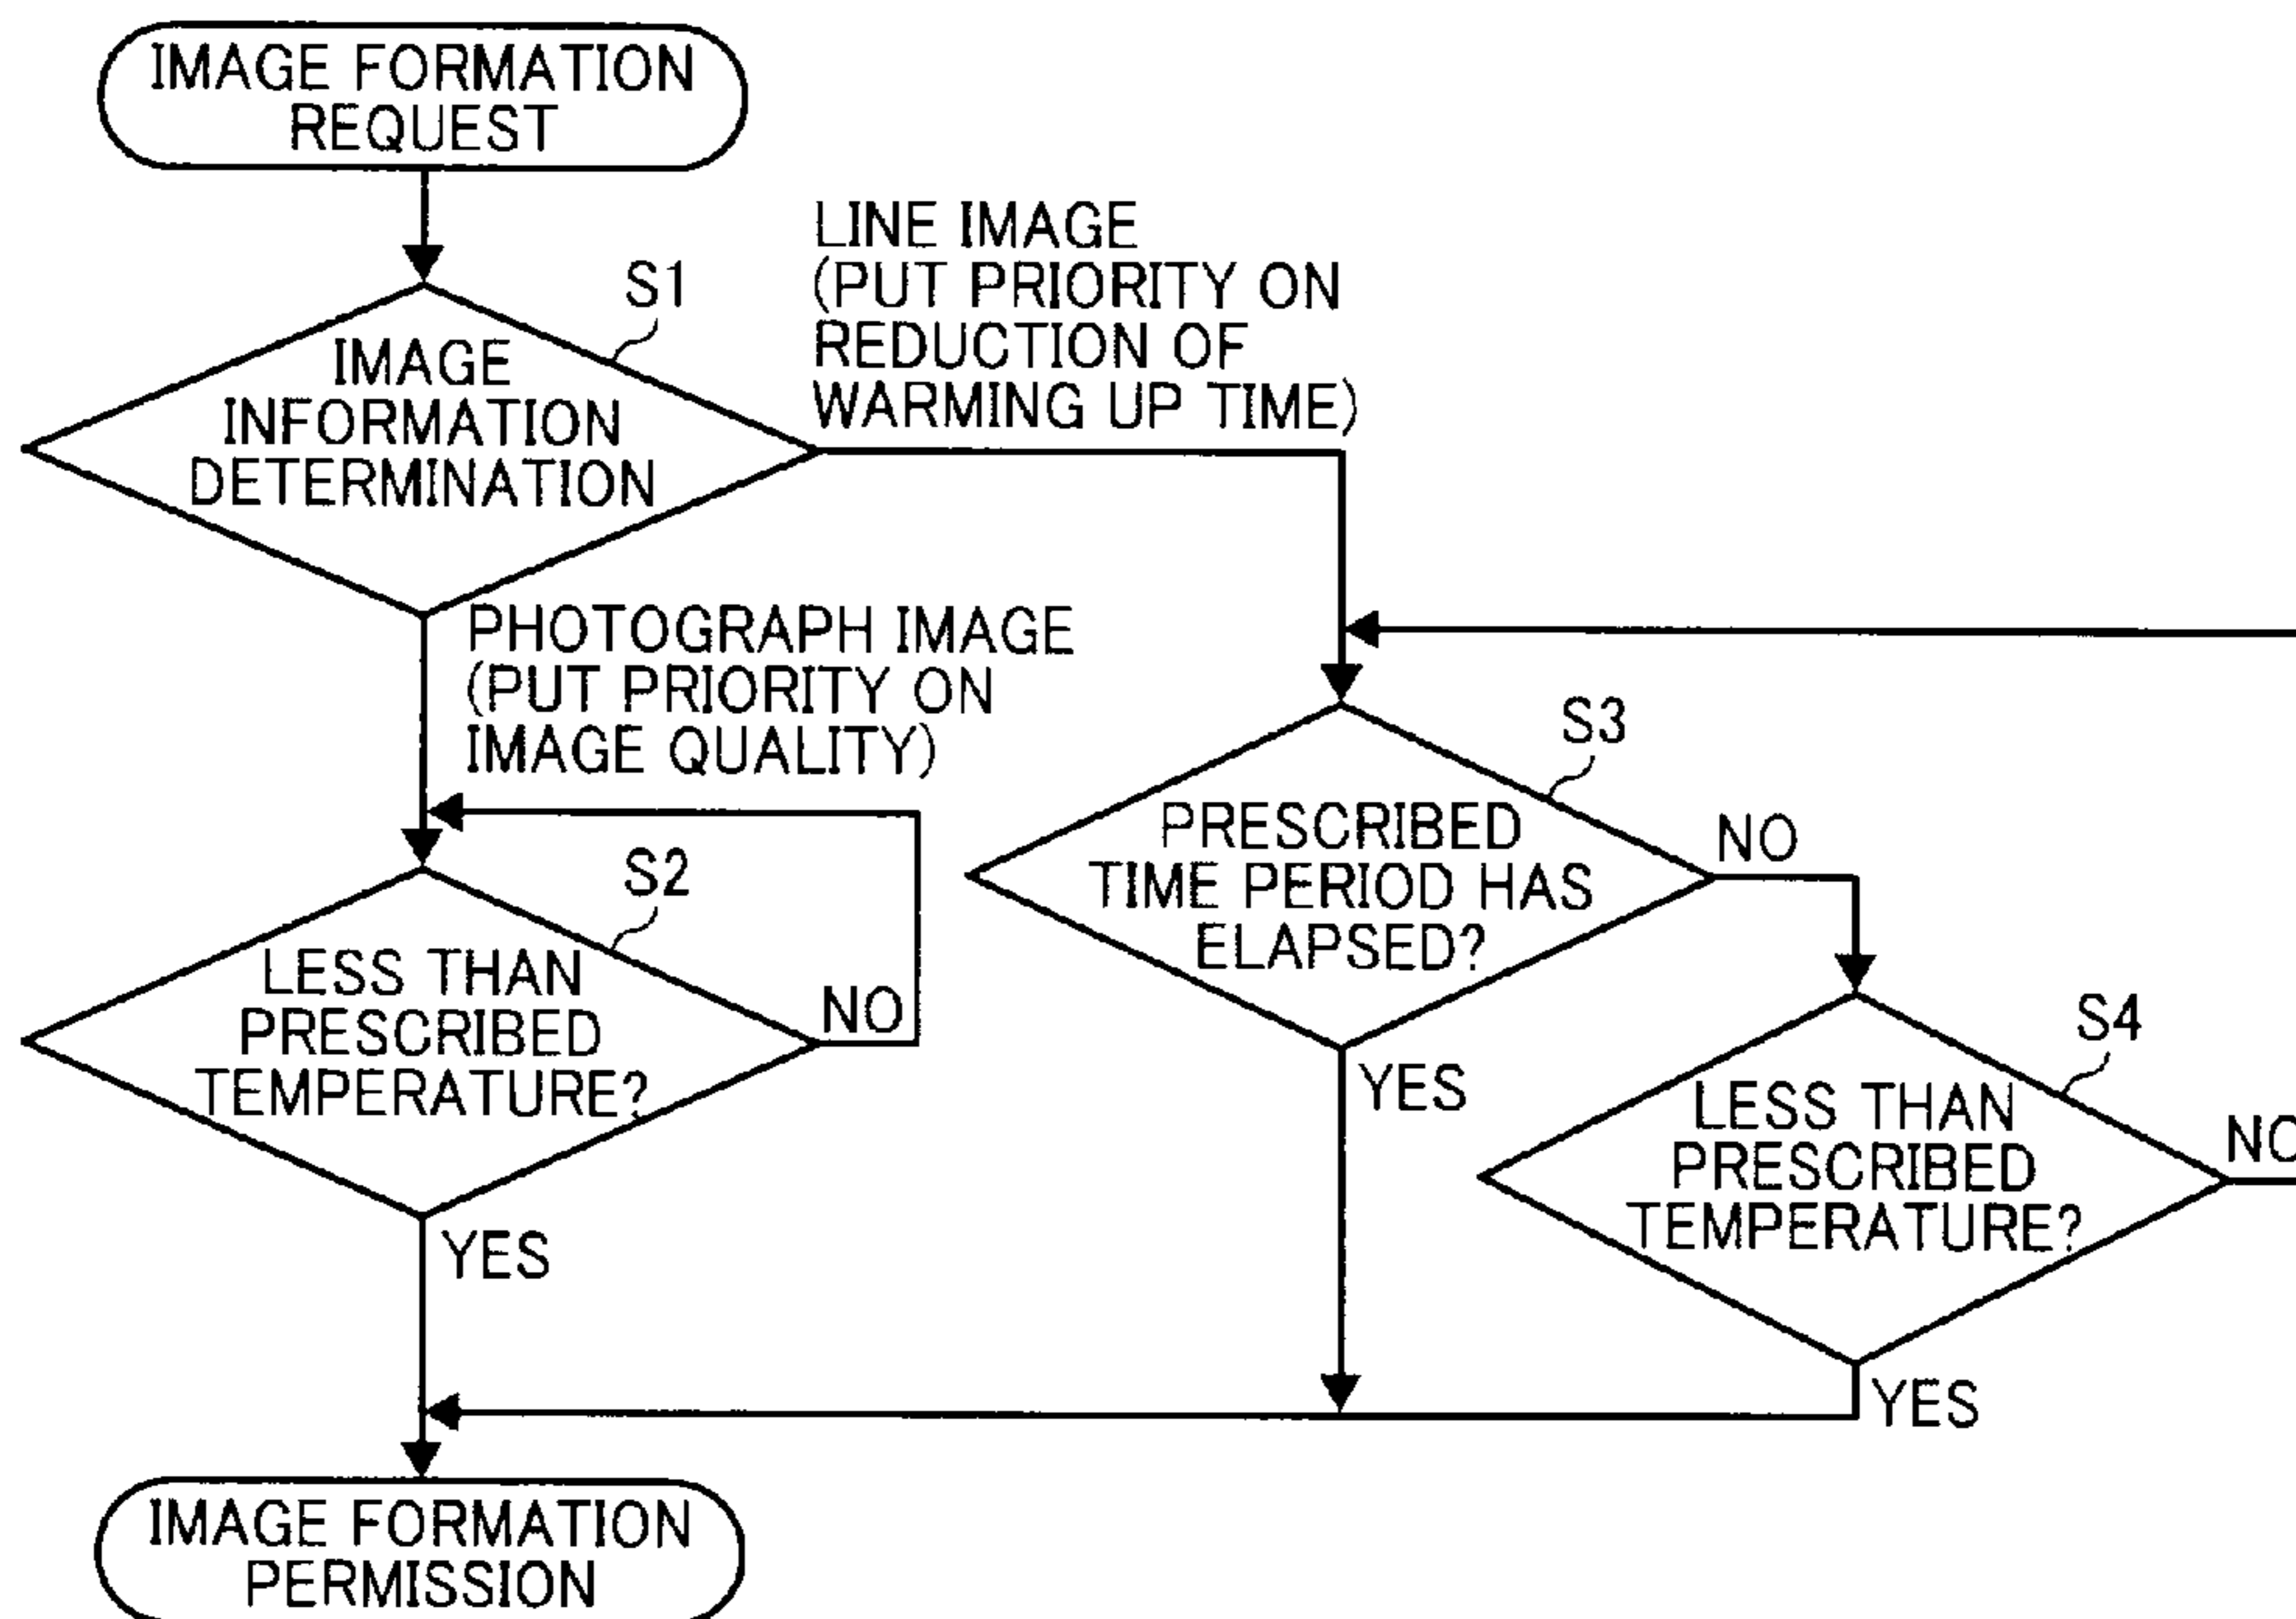 IMAGE FORMATION
REQUEST
S1
IMAGE
INFORMATION
DETERMINATION
LINE IMAGE
(PUT PRIORITY ON
REDUCTION OF
WARMING UP TIME)
PHOTOGRAPH IMAGE
(PUT PRIORITY ON
IMAGE QUALITY)
S2
LESS THAN
PRESCRIBED
TEMPERATURE?
NO
YES
S3
PRESCRIBED
TIME PERIOD HAS
ELAPSED?
NO
YES
S4
LESS THAN
PRESCRIBED
TEMPERATURE?
NO
YES
IMAGE FORMATION
PERMISSION